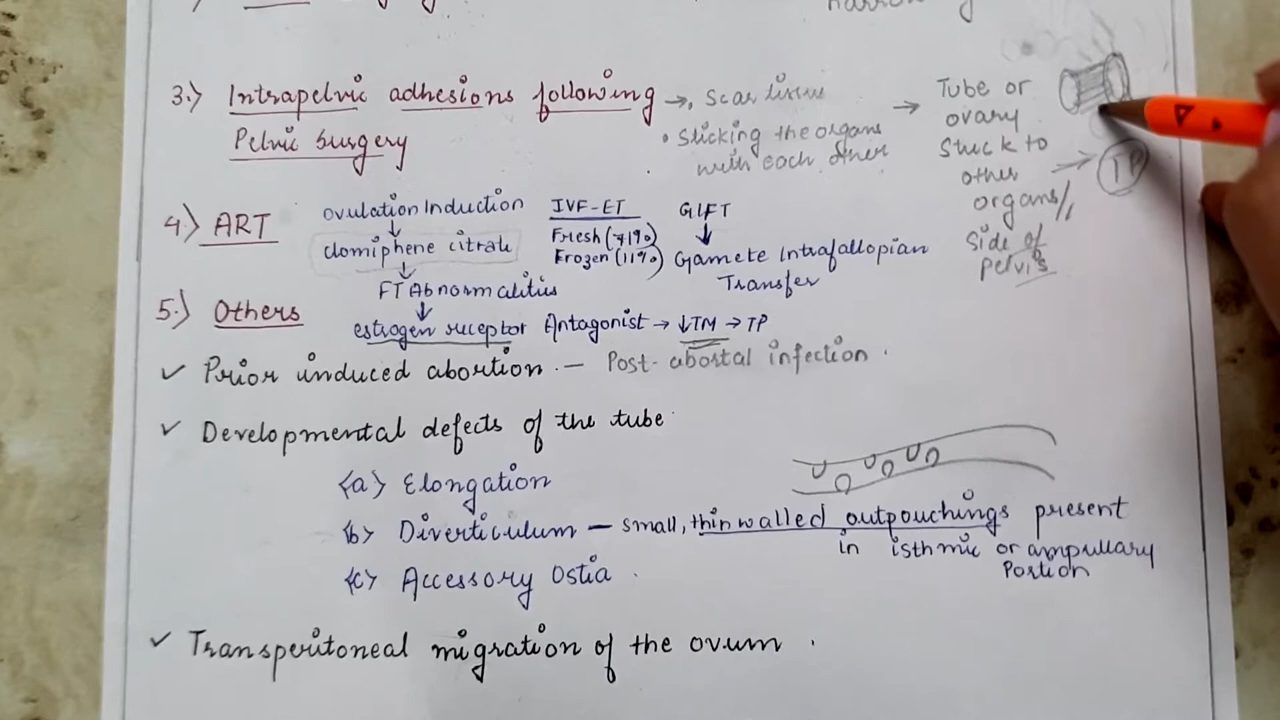 narrowing
3.) Intrapelvic adhesions following → • Scar tissue → Tube or ovary stuck to other organs/, side of pelvis → TP
Pelvic surgery • Sticking the organs with each other
4.) ART
ovulation Induction
↓
clomiphene citrate
↓
FT Abnormalities
↓
estrogen receptor Antagonist → ↓TM → TP
IVF-ET
Fresh (71%)
Frozen (11%)
GIFT
↓
Gamete Intrafallopian
Transfer
5.) Others
✓ Prior induced abortion. — Post-abortal infection.
✓ Developmental defects of the tube
(a) Elongation
(b) Diverticulum — small, thin walled outpouchings present
in isthmic or ampullary
Portion
(c) Accessory Ostia.
✓ Transperitoneal migration of the ovum.